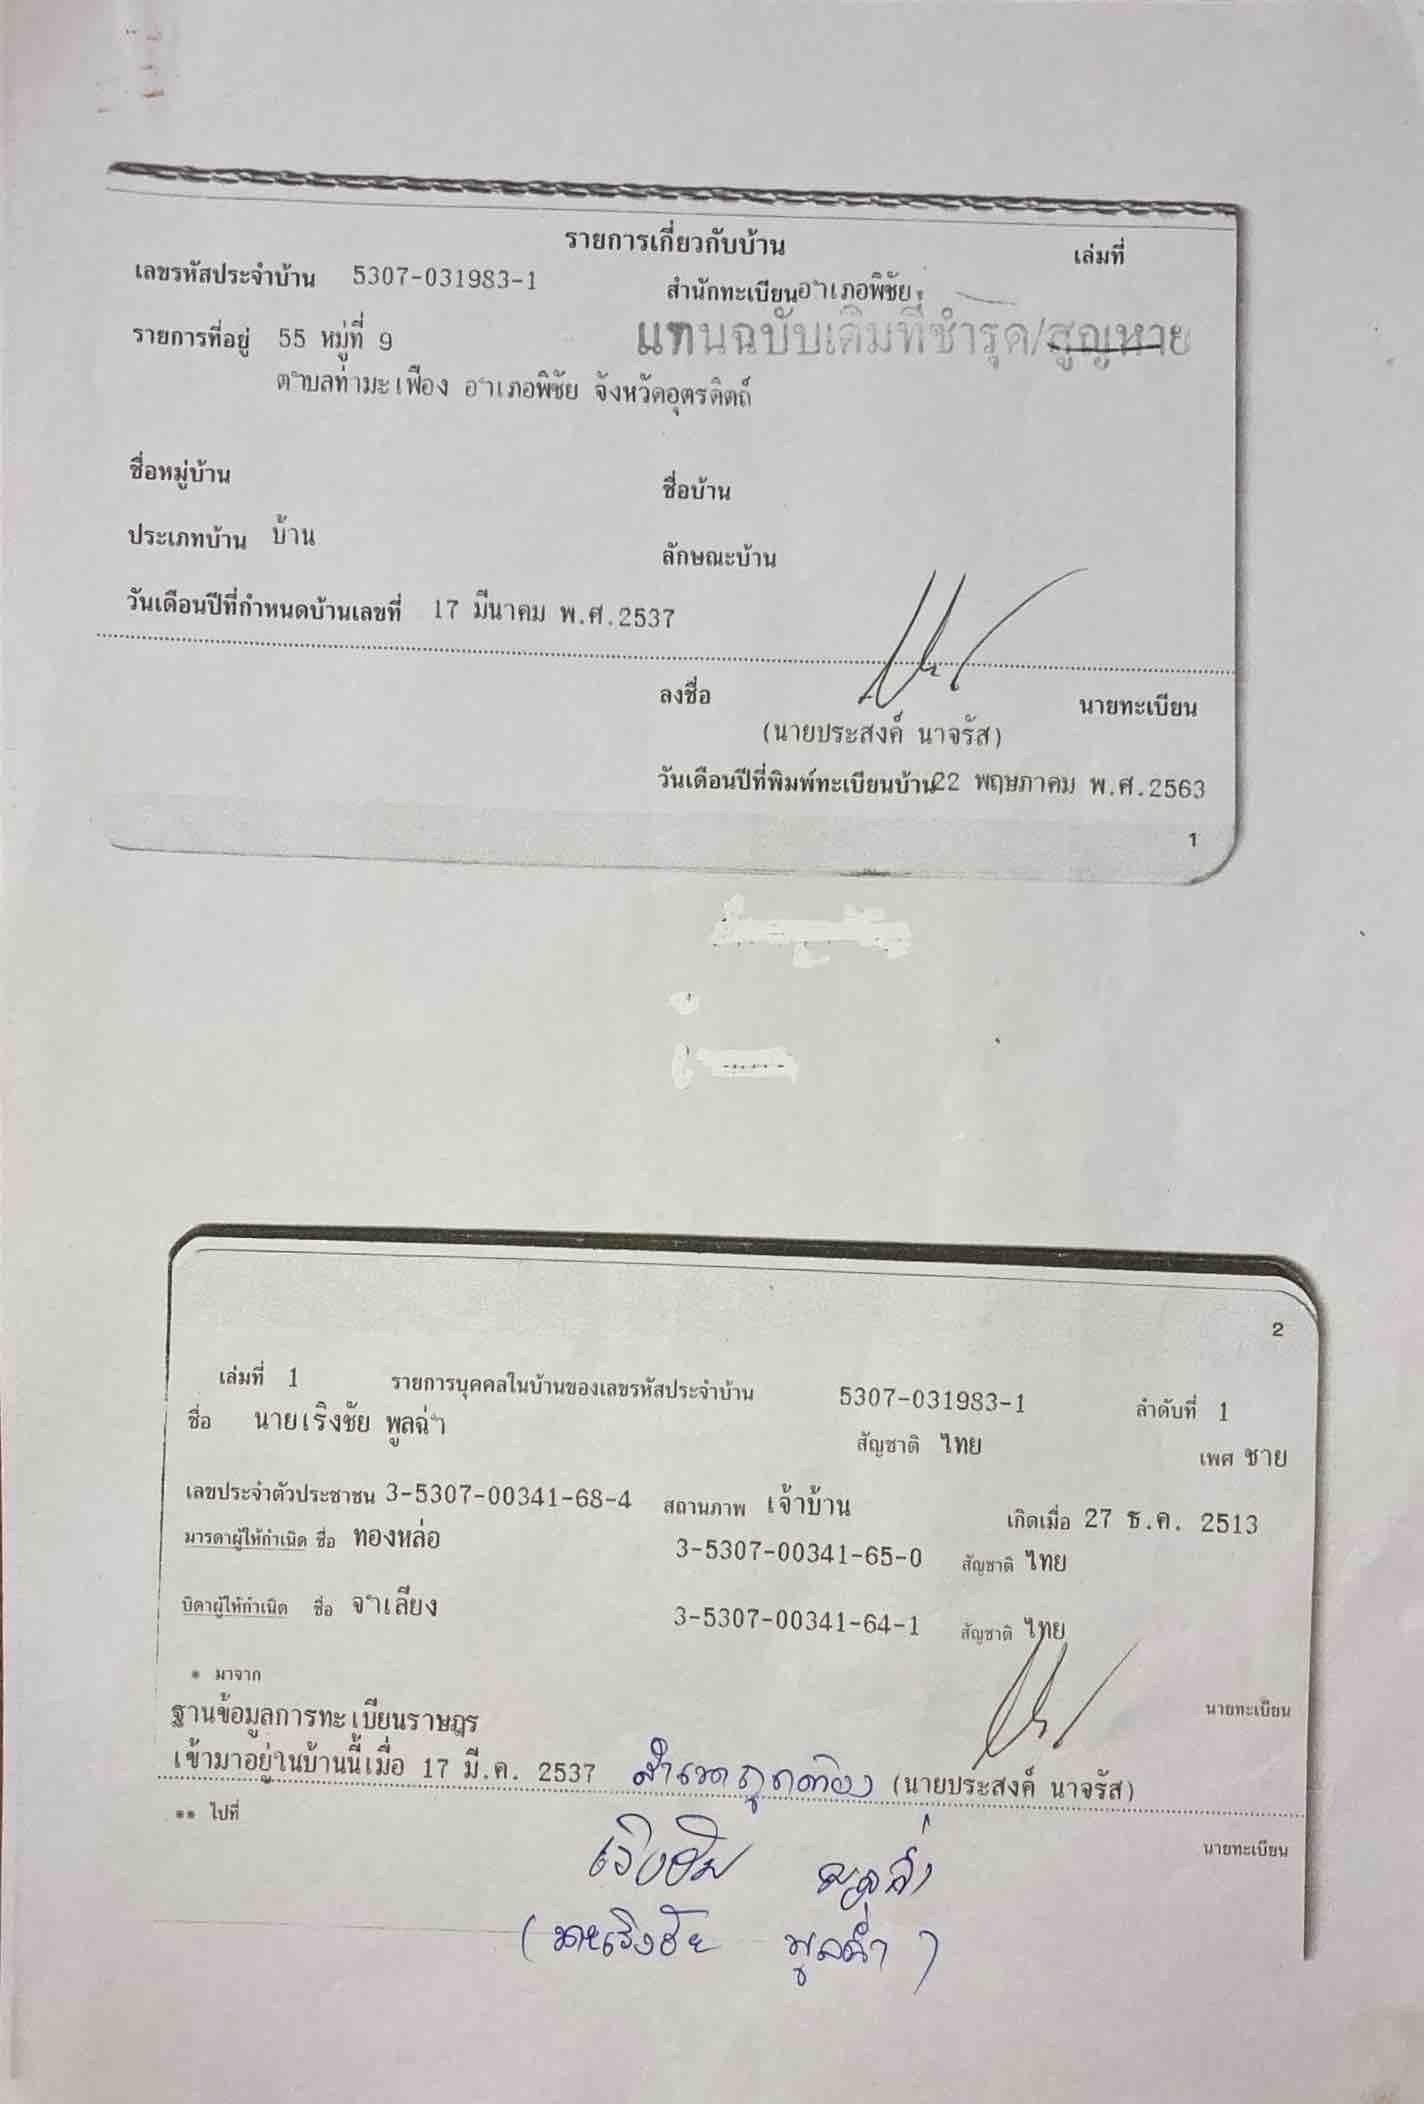 รายการเกี่ยวกับบ้าน เล่มที่
เลขรหัสประจำบ้าน 5307-031983-1 สำนักทะเบียนอำเภอพิชัย
รายการที่อยู่ 55 หมู่ที่ 9 แทนฉบับเดิมที่ชำรุด/สูญหาย
ตำบลท่ามะเฟือง อำเภอพิชัย จังหวัดอุตรดิตถ์
ชื่อหมู่บ้าน ชื่อบ้าน
ประเภทบ้าน บ้าน ลักษณะบ้าน
วันเดือนปีที่กำหนดบ้านเลขที่ 17 มีนาคม พ.ศ.2537
ลงชื่อ นายทะเบียน
(นายประสงค์ นาจรัส)
วันเดือนปีที่พิมพ์ทะเบียนบ้าน 22 พฤษภาคม พ.ศ.2563
1
2
เล่มที่ 1 รายการบุคคลในบ้านของเลขรหัสประจำบ้าน 5307-031983-1 ลำดับที่ 1
ชื่อ นายเริงชัย พูลฉ่ำ สัญชาติ ไทย เพศ ชาย
เลขประจำตัวประชาชน 3-5307-00341-68-4 สถานภาพ เจ้าบ้าน เกิดเมื่อ 27 ธ.ค. 2513
มารดาผู้ให้กำเนิด ชื่อ ทองหล่อ 3-5307-00341-65-0 สัญชาติ ไทย
บิดาผู้ให้กำเนิด ชื่อ จำเลียง 3-5307-00341-64-1 สัญชาติ ไทย
* มาจาก
ฐานข้อมูลการทะเบียนราษฎร นายทะเบียน
เข้ามาอยู่ในบ้านนี้เมื่อ 17 มี.ค. 2537 สำเนาถูกต้อง (นายประสงค์ นาจรัส)
** ไปที่ นายทะเบียน
เริงชัย พูลฉ่ำ
(นายเริงชัย พูลฉ่ำ)